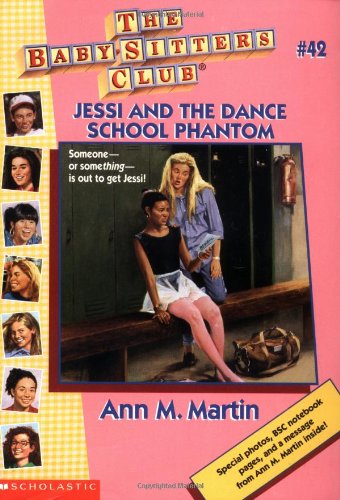 THE
BABY-SITTERS
CLUB®
#42
JESSI AND THE DANCE
SCHOOL PHANTOM
Someone—
or something—
is out to get Jessi!
Ann M. Martin
Special photos, BSC notebook
pages, and a message
from Ann M. Martin inside!
SCHOLASTIC